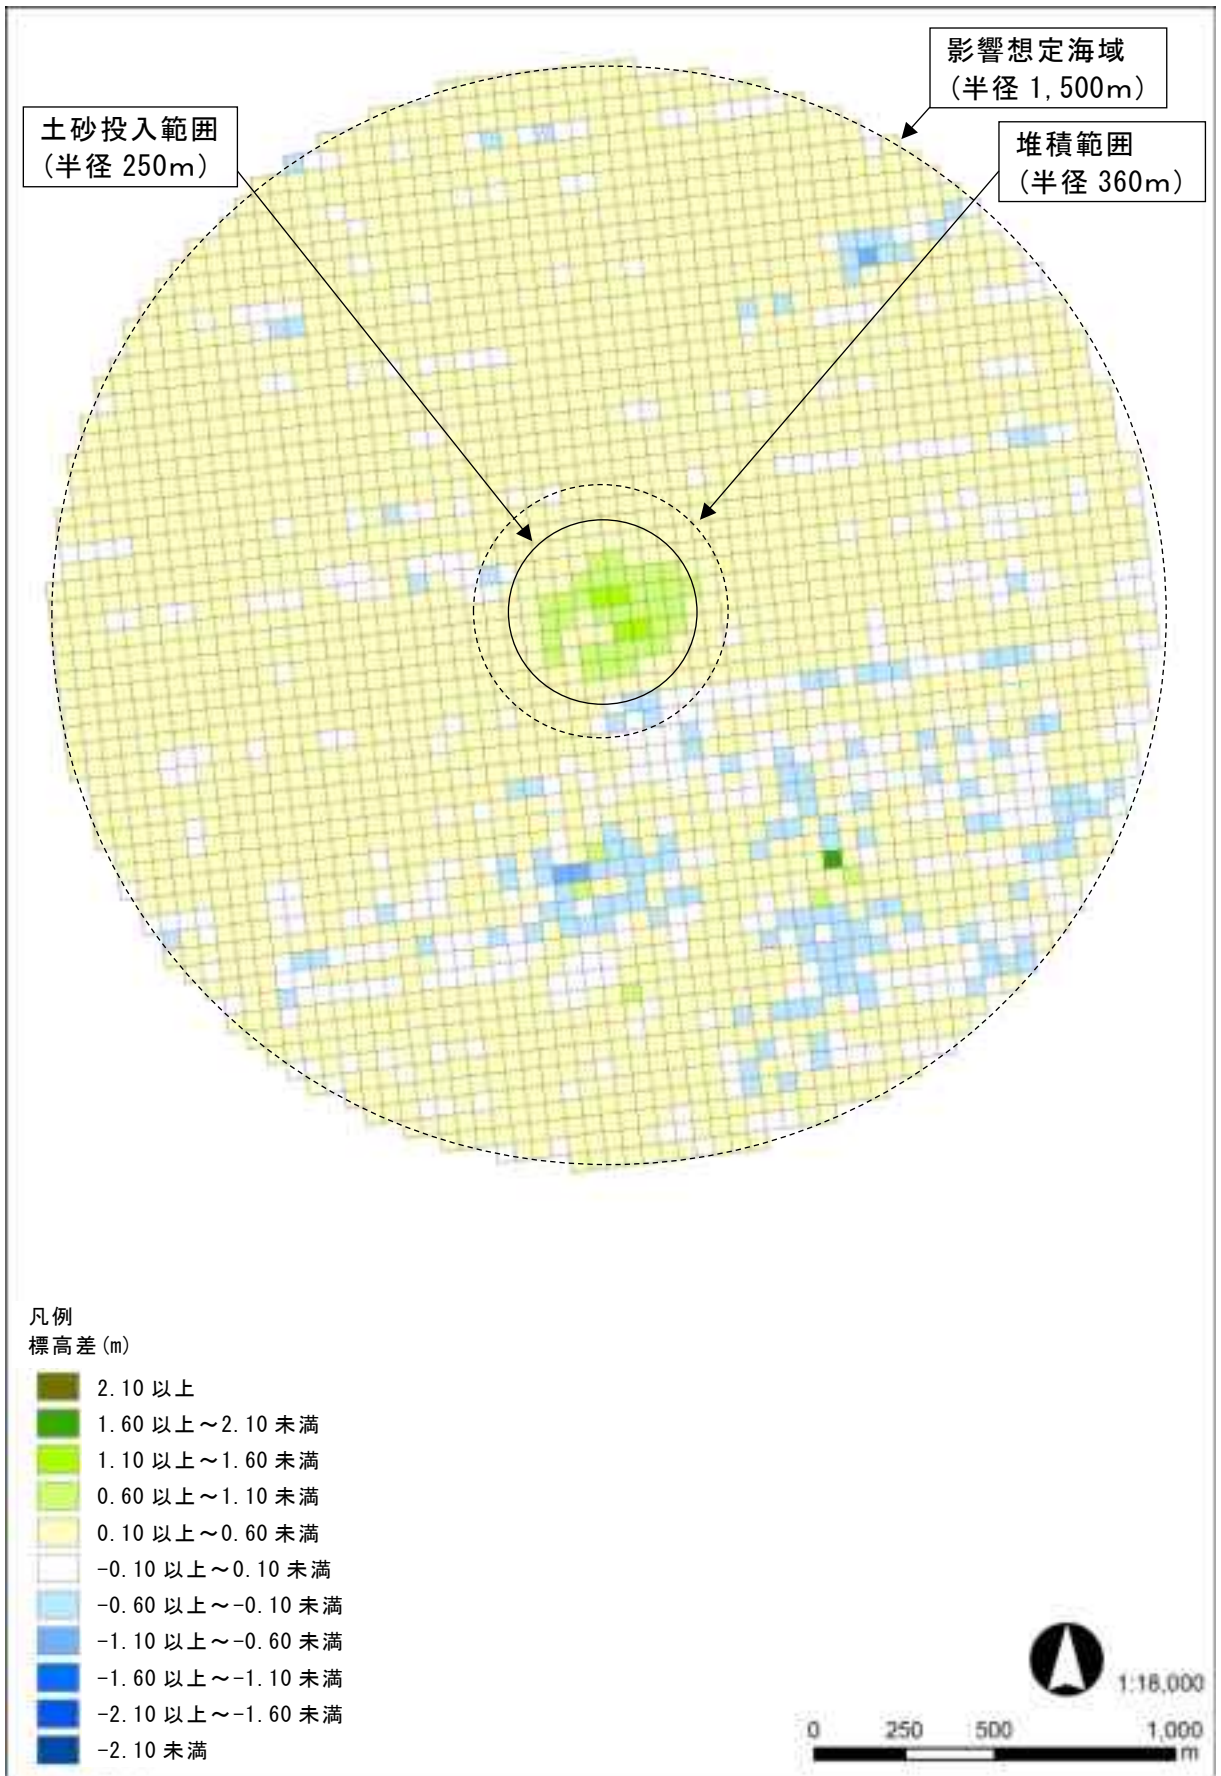 影響想定海域
(半径 1,500m)
土砂投入範囲
(半径 250m)
堆積範囲
(半径 360m)
凡例
標高差(m)
2.10 以上
1.60 以上～2.10 未満
1.10 以上～1.60 未満
0.60 以上～1.10 未満
0.10 以上～0.60 未満
-0.10 以上～0.10 未満
-0.60 以上～-0.10 未満
-1.10 以上～-0.60 未満
-1.60 以上～-1.10 未満
-2.10 以上～-1.60 未満
-2.10 未満
1:18,000
0 250 500 1,000
m